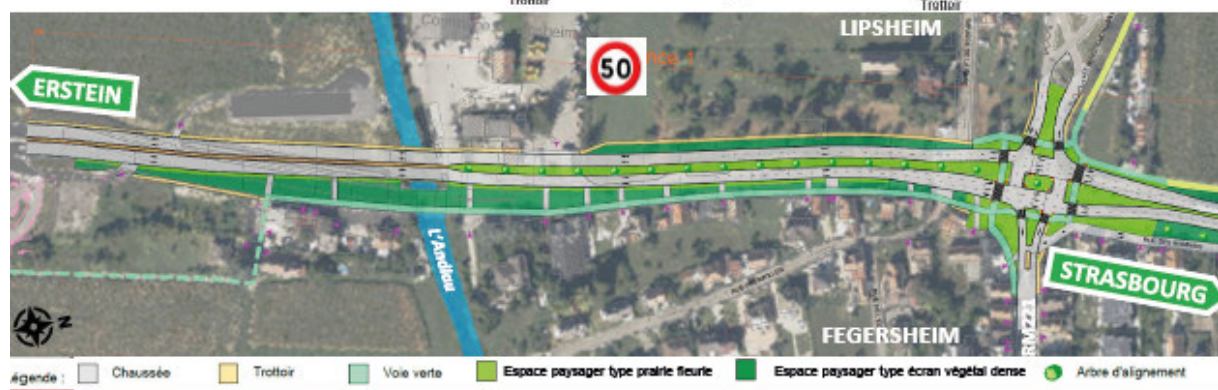 Trottoir
Trottoir
LIPSHEIM
50
ERSTEIN
L'Andlau
STRASBOURG
RM221
FEGERSHEIM
N
égende :
Chaussée
Trottoir
Voie verte
Espace paysager type prairie fleurie
Espace paysager type écran végétal dense
Arbre d'alignement